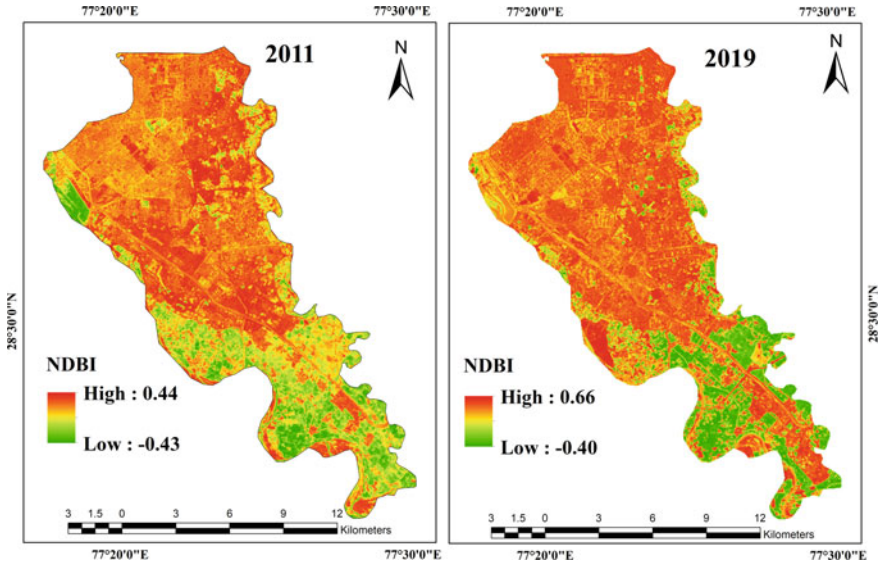 77°20'0"E
77°30'0"E
77°20'0"E
77°30'0"E
2011
N
2019
N
28°30'0"N
28°30'0"N
28°30'0"N
NDBI
High : 0.44
Low : -0.43
NDBI
High : 0.66
Low : -0.40
3 1.5 0 3 6 9 12
Kilometers
3 1.5 0 3 6 9 12
Kilometers
77°20'0"E
77°30'0"E
77°20'0"E
77°30'0"E